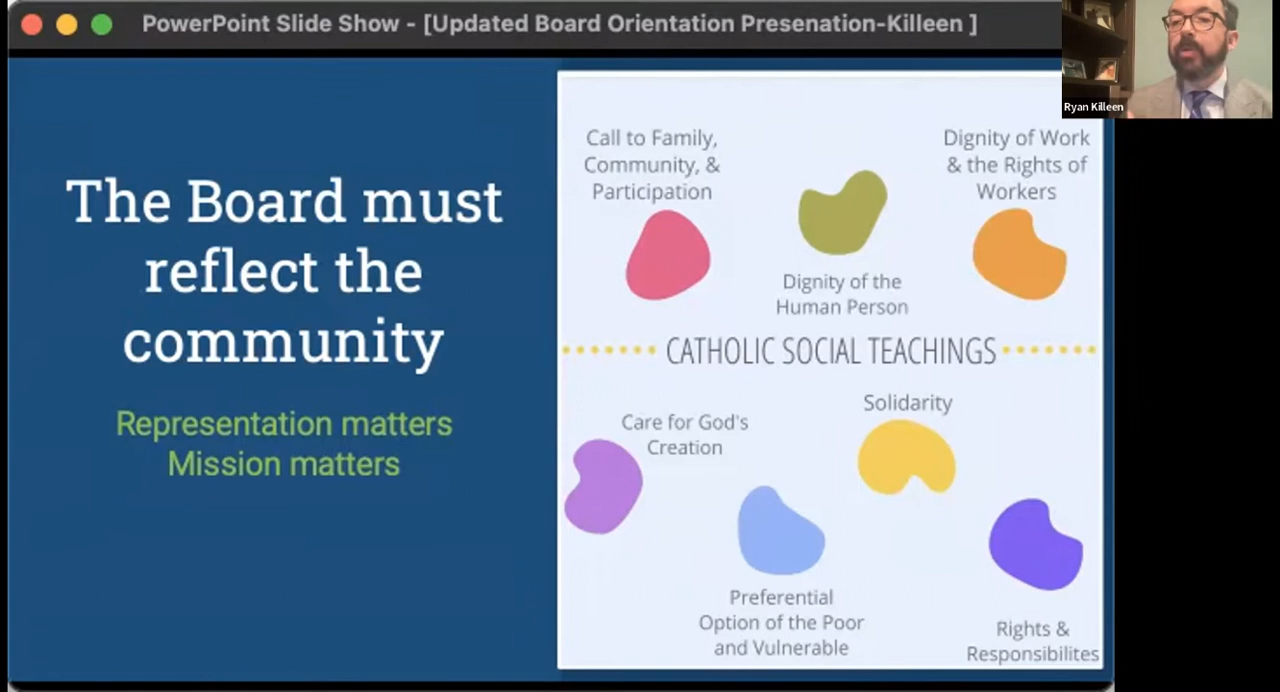 PowerPoint Slide Show - [Updated Board Orientation Presenation-Killeen ]
Ryan Killeen
The Board must
reflect the
community
Representation matters
Mission matters
Call to Family,
Community, &
Participation
Dignity of the
Human Person
Dignity of Work
& the Rights of
Workers
CATHOLIC SOCIAL TEACHINGS
Care for God's
Creation
Solidarity
Preferential
Option of the Poor
and Vulnerable
Rights &
Responsibilites